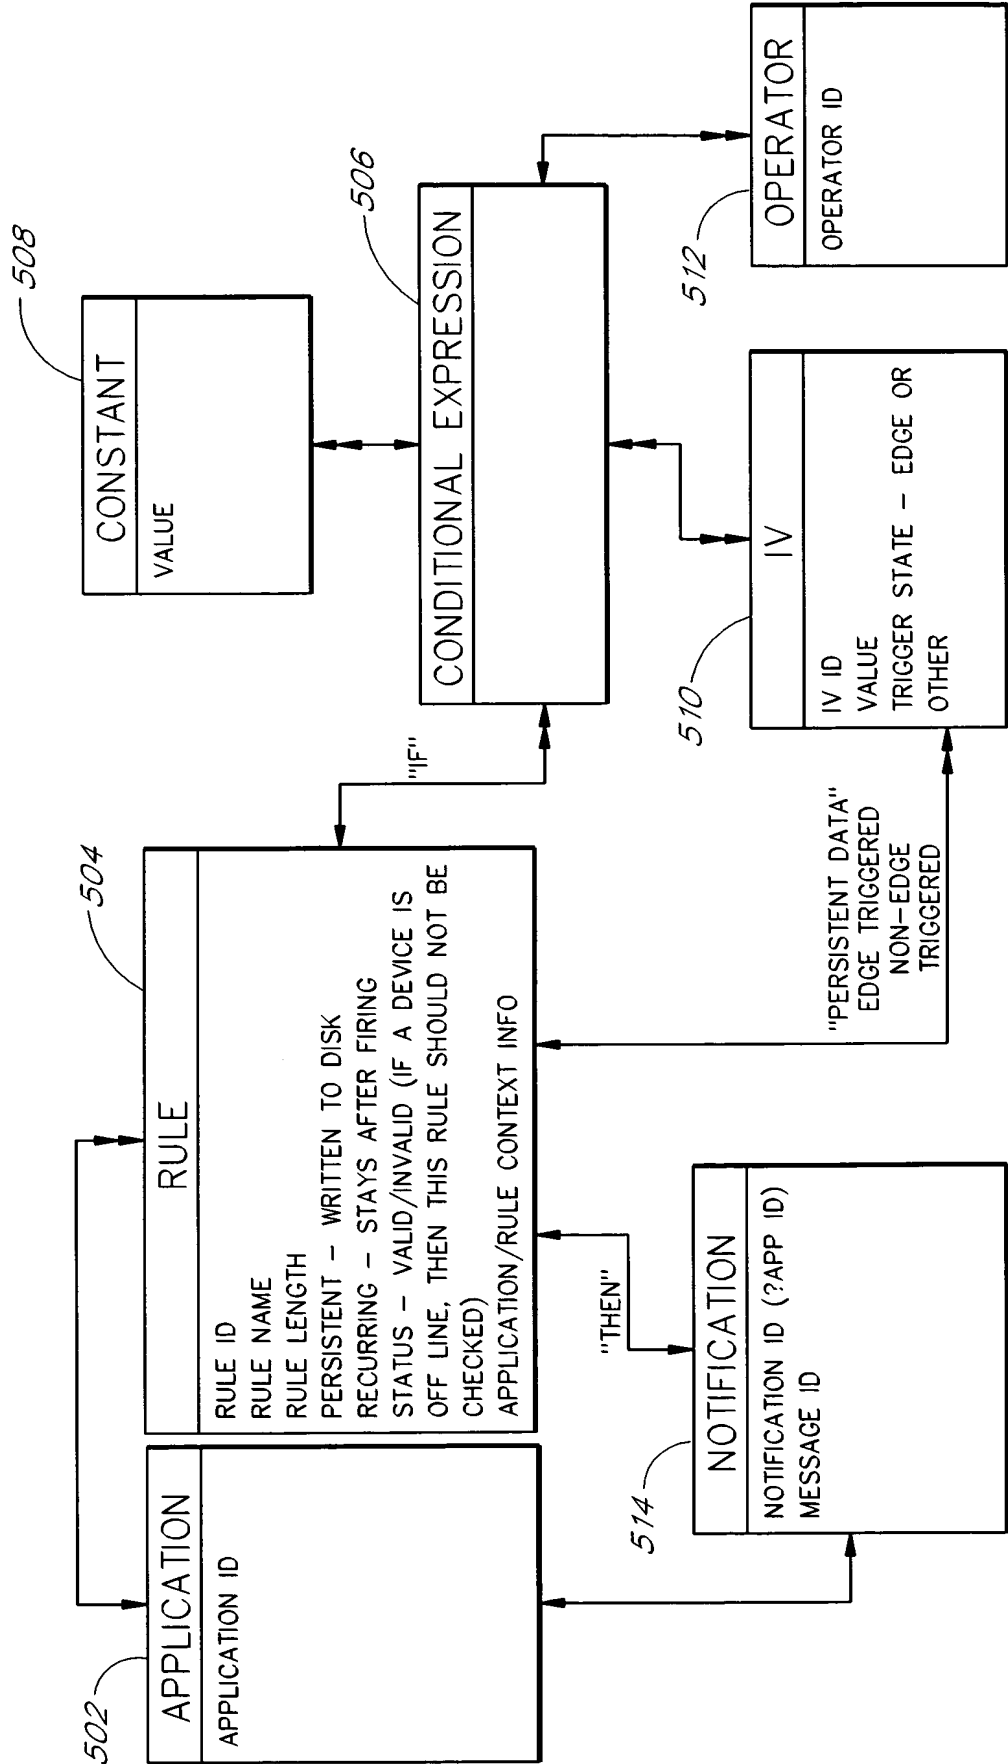 502
APPLICATION
APPLICATION ID
504
RULE
RULE ID
RULE NAME
RULE LENGTH
PERSISTENT – WRITTEN TO DISK
RECURRING – STAYS AFTER FIRING
STATUS – VALID/INVALID (IF A DEVICE IS
OFF LINE, THEN THIS RULE SHOULD NOT BE
CHECKED)
APPLICATION/RULE CONTEXT INFO
"IF"
508
CONSTANT
VALUE
506
CONDITIONAL EXPRESSION
"THEN"
514
NOTIFICATION
NOTIFICATION ID (?APP ID)
MESSAGE ID
"PERSISTENT DATA"
EDGE TRIGGERED
NON–EDGE
TRIGGERED
510
IV
IV ID
VALUE
TRIGGER STATE – EDGE OR
OTHER
512
OPERATOR
OPERATOR ID